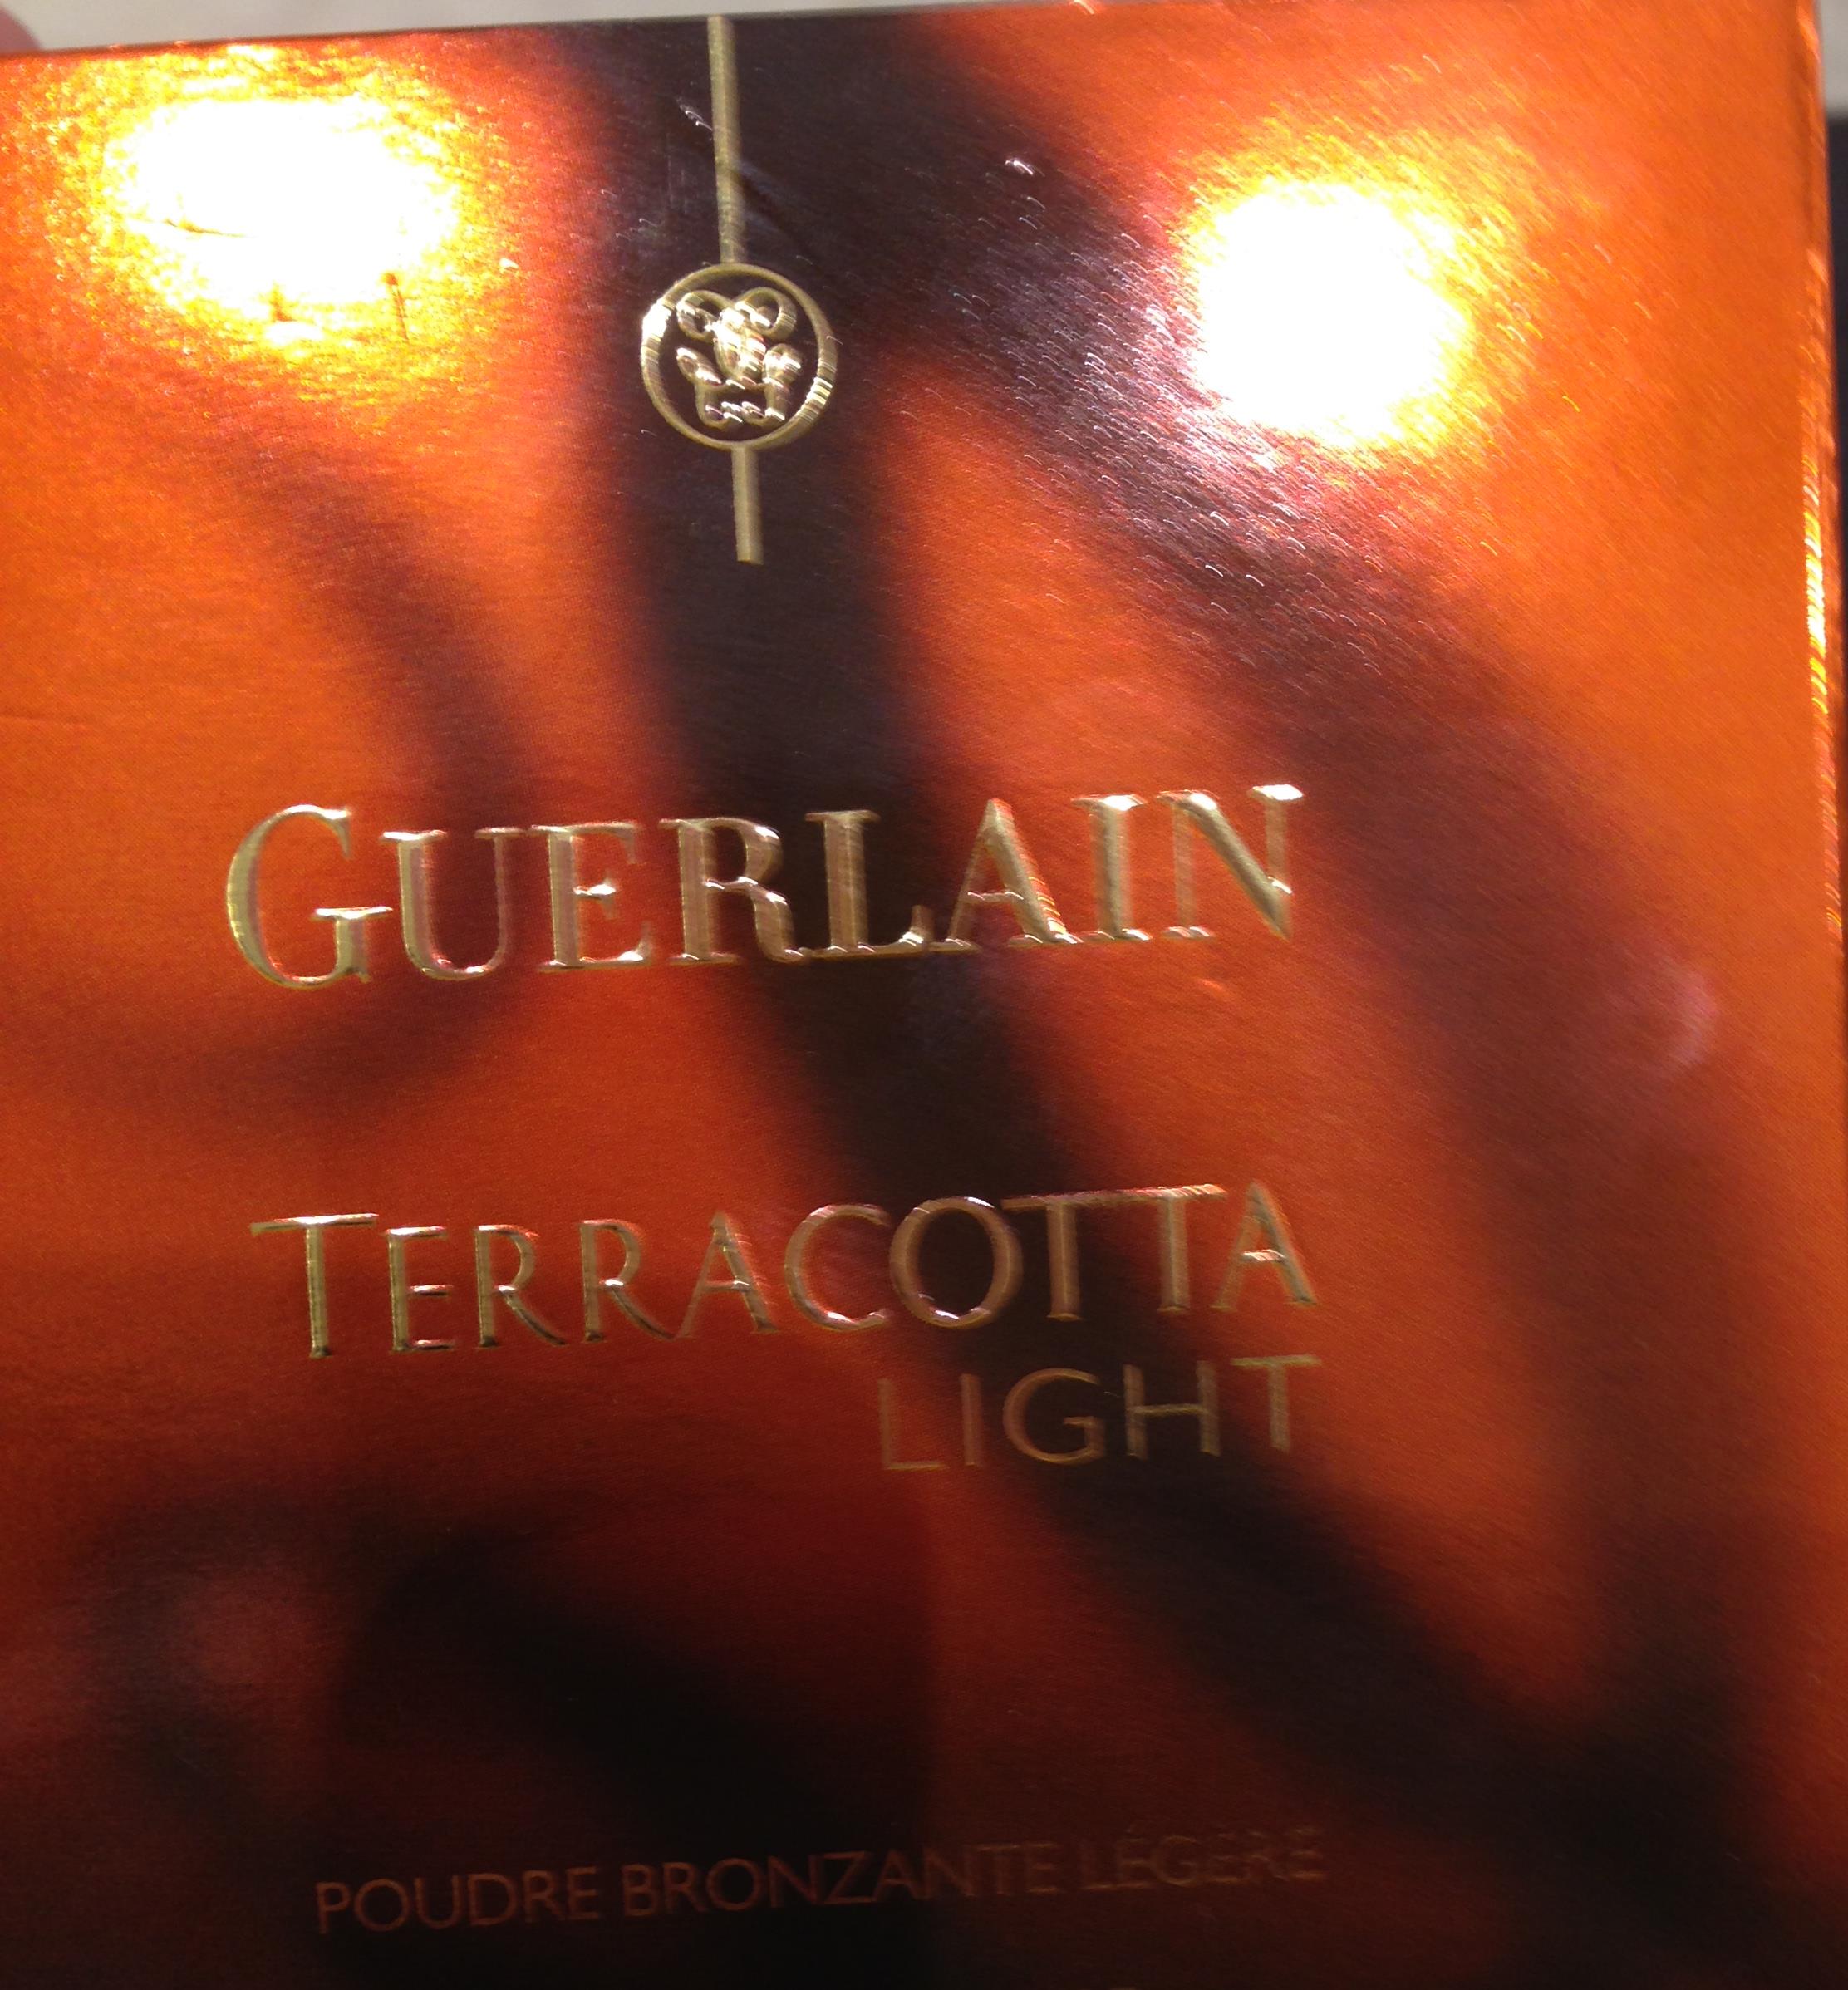 GUERLAIN
TERRACOTTA
LIGHT
POUDRE BRONZANTE LÉGÈRE